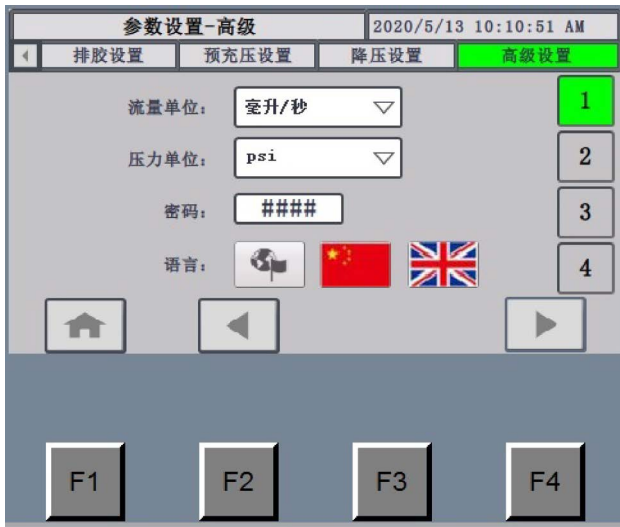 参数设置-高级 2020/5/13 10:10:51 AM
排胶设置 预充压设置 降压设置 高级设置
流量单位: 毫升/秒 1
压力单位: psi 2
密码: #### 3
语言: 4
F1 F2 F3 F4